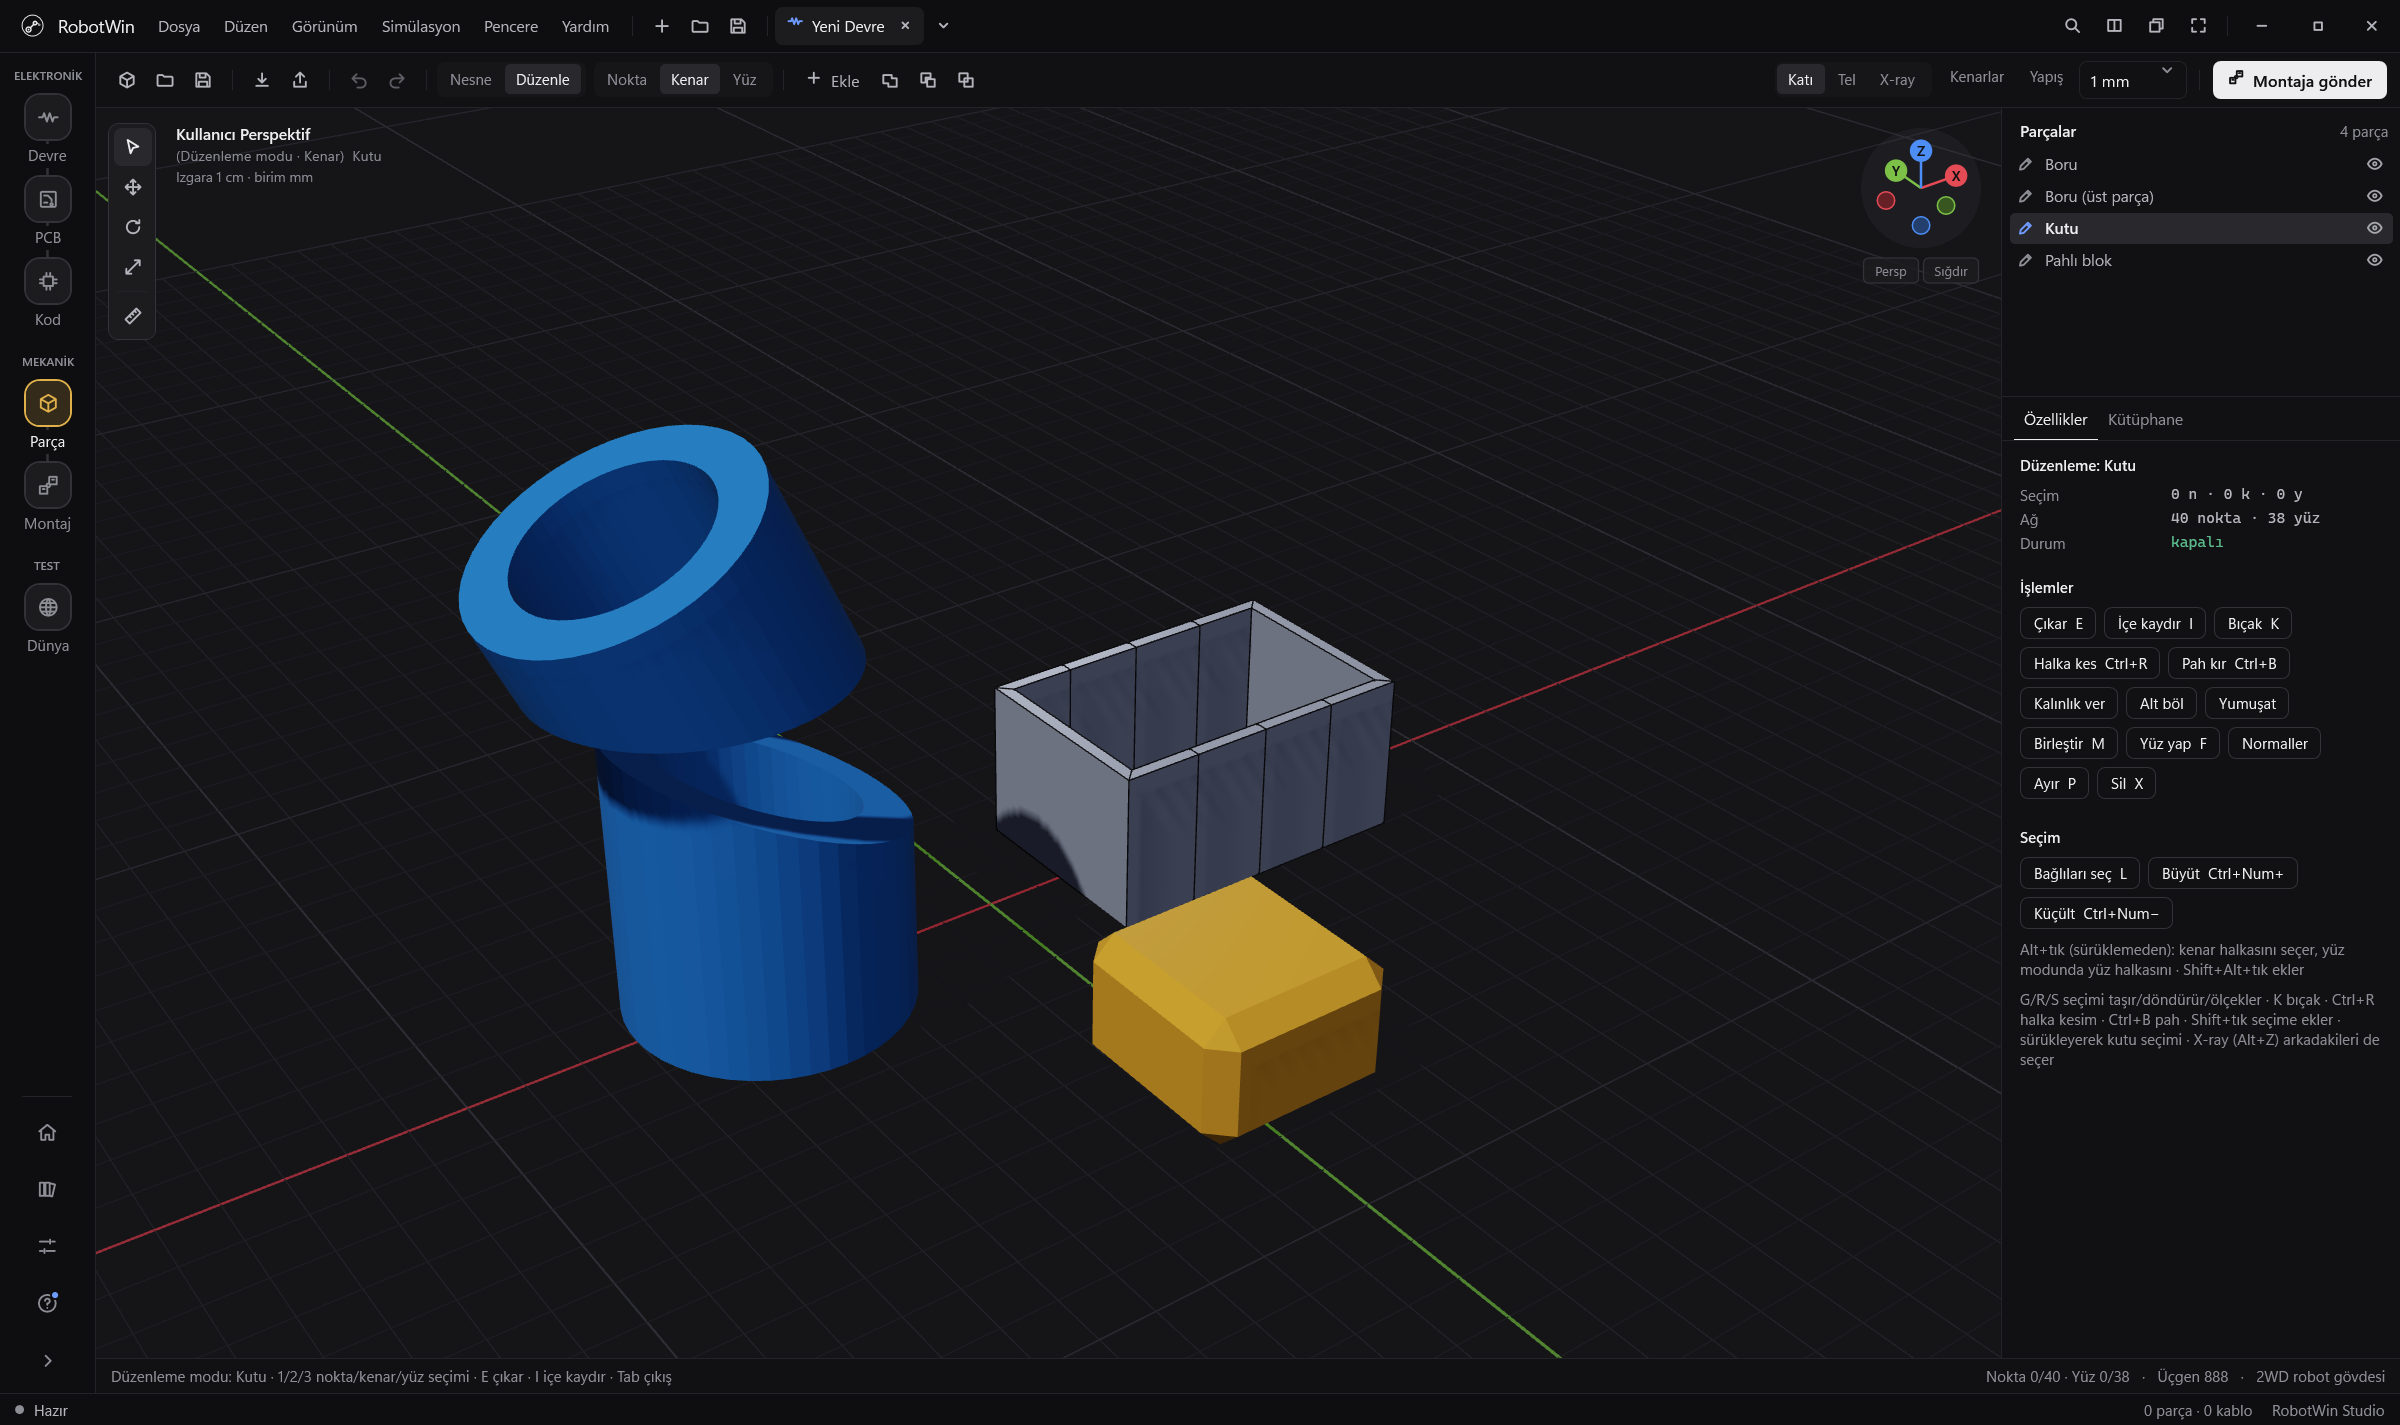 RobotWin Dosya Düzen Görünüm Simülasyon Pencere Yardım Yeni Devre
ELEKTRONİK
Devre
PCB
Kod
MEKANİK
Parça
Montaj
TEST
Dünya
Nesne Düzenle Nokta Kenar Yüz Ekle Katı Tel X-ray Kenarlar Yapış 1 mm Montaja gönder
Kullanıcı Perspektif
(Düzenleme modu · Kenar) Kutu
Izgara 1 cm · birim mm
Z
Y
X
Persp Sığdır
Parçalar 4 parça
Boru
Boru (üst parça)
Kutu
Pahlı blok
Özellikler Kütüphane
Düzenleme: Kutu
Seçim 0 n · 0 k · 0 y
Ağ 40 nokta · 38 yüz
Durum kapalı
İşlemler
Çıkar E İçe kaydır I Bıçak K
Halka kes Ctrl+R Pah kır Ctrl+B
Kalınlık ver Alt böl Yumuşat
Birleştir M Yüz yap F Normaller
Ayır P Sil X
Seçim
Bağlıları seç L Büyüt Ctrl+Num+
Küçült Ctrl+Num−
Alt+tık (sürüklemeden): kenar halkasını seçer, yüz
modunda yüz halkasını · Shift+Alt+tık ekler
G/R/S seçimi taşır/döndürür/ölçekler · K bıçak · Ctrl+R
halka kesim · Ctrl+B pah · Shift+tık seçime ekler ·
sürükleyerek kutu seçimi · X-ray (Alt+Z) arkadakileri de
seçer
Düzenleme modu: Kutu · 1/2/3 nokta/kenar/yüz seçimi · E çıkar · I içe kaydır · Tab çıkış
Nokta 0/40 · Yüz 0/38 · Üçgen 888 · 2WD robot gövdesi
Hazır
0 parça · 0 kablo RobotWin Studio